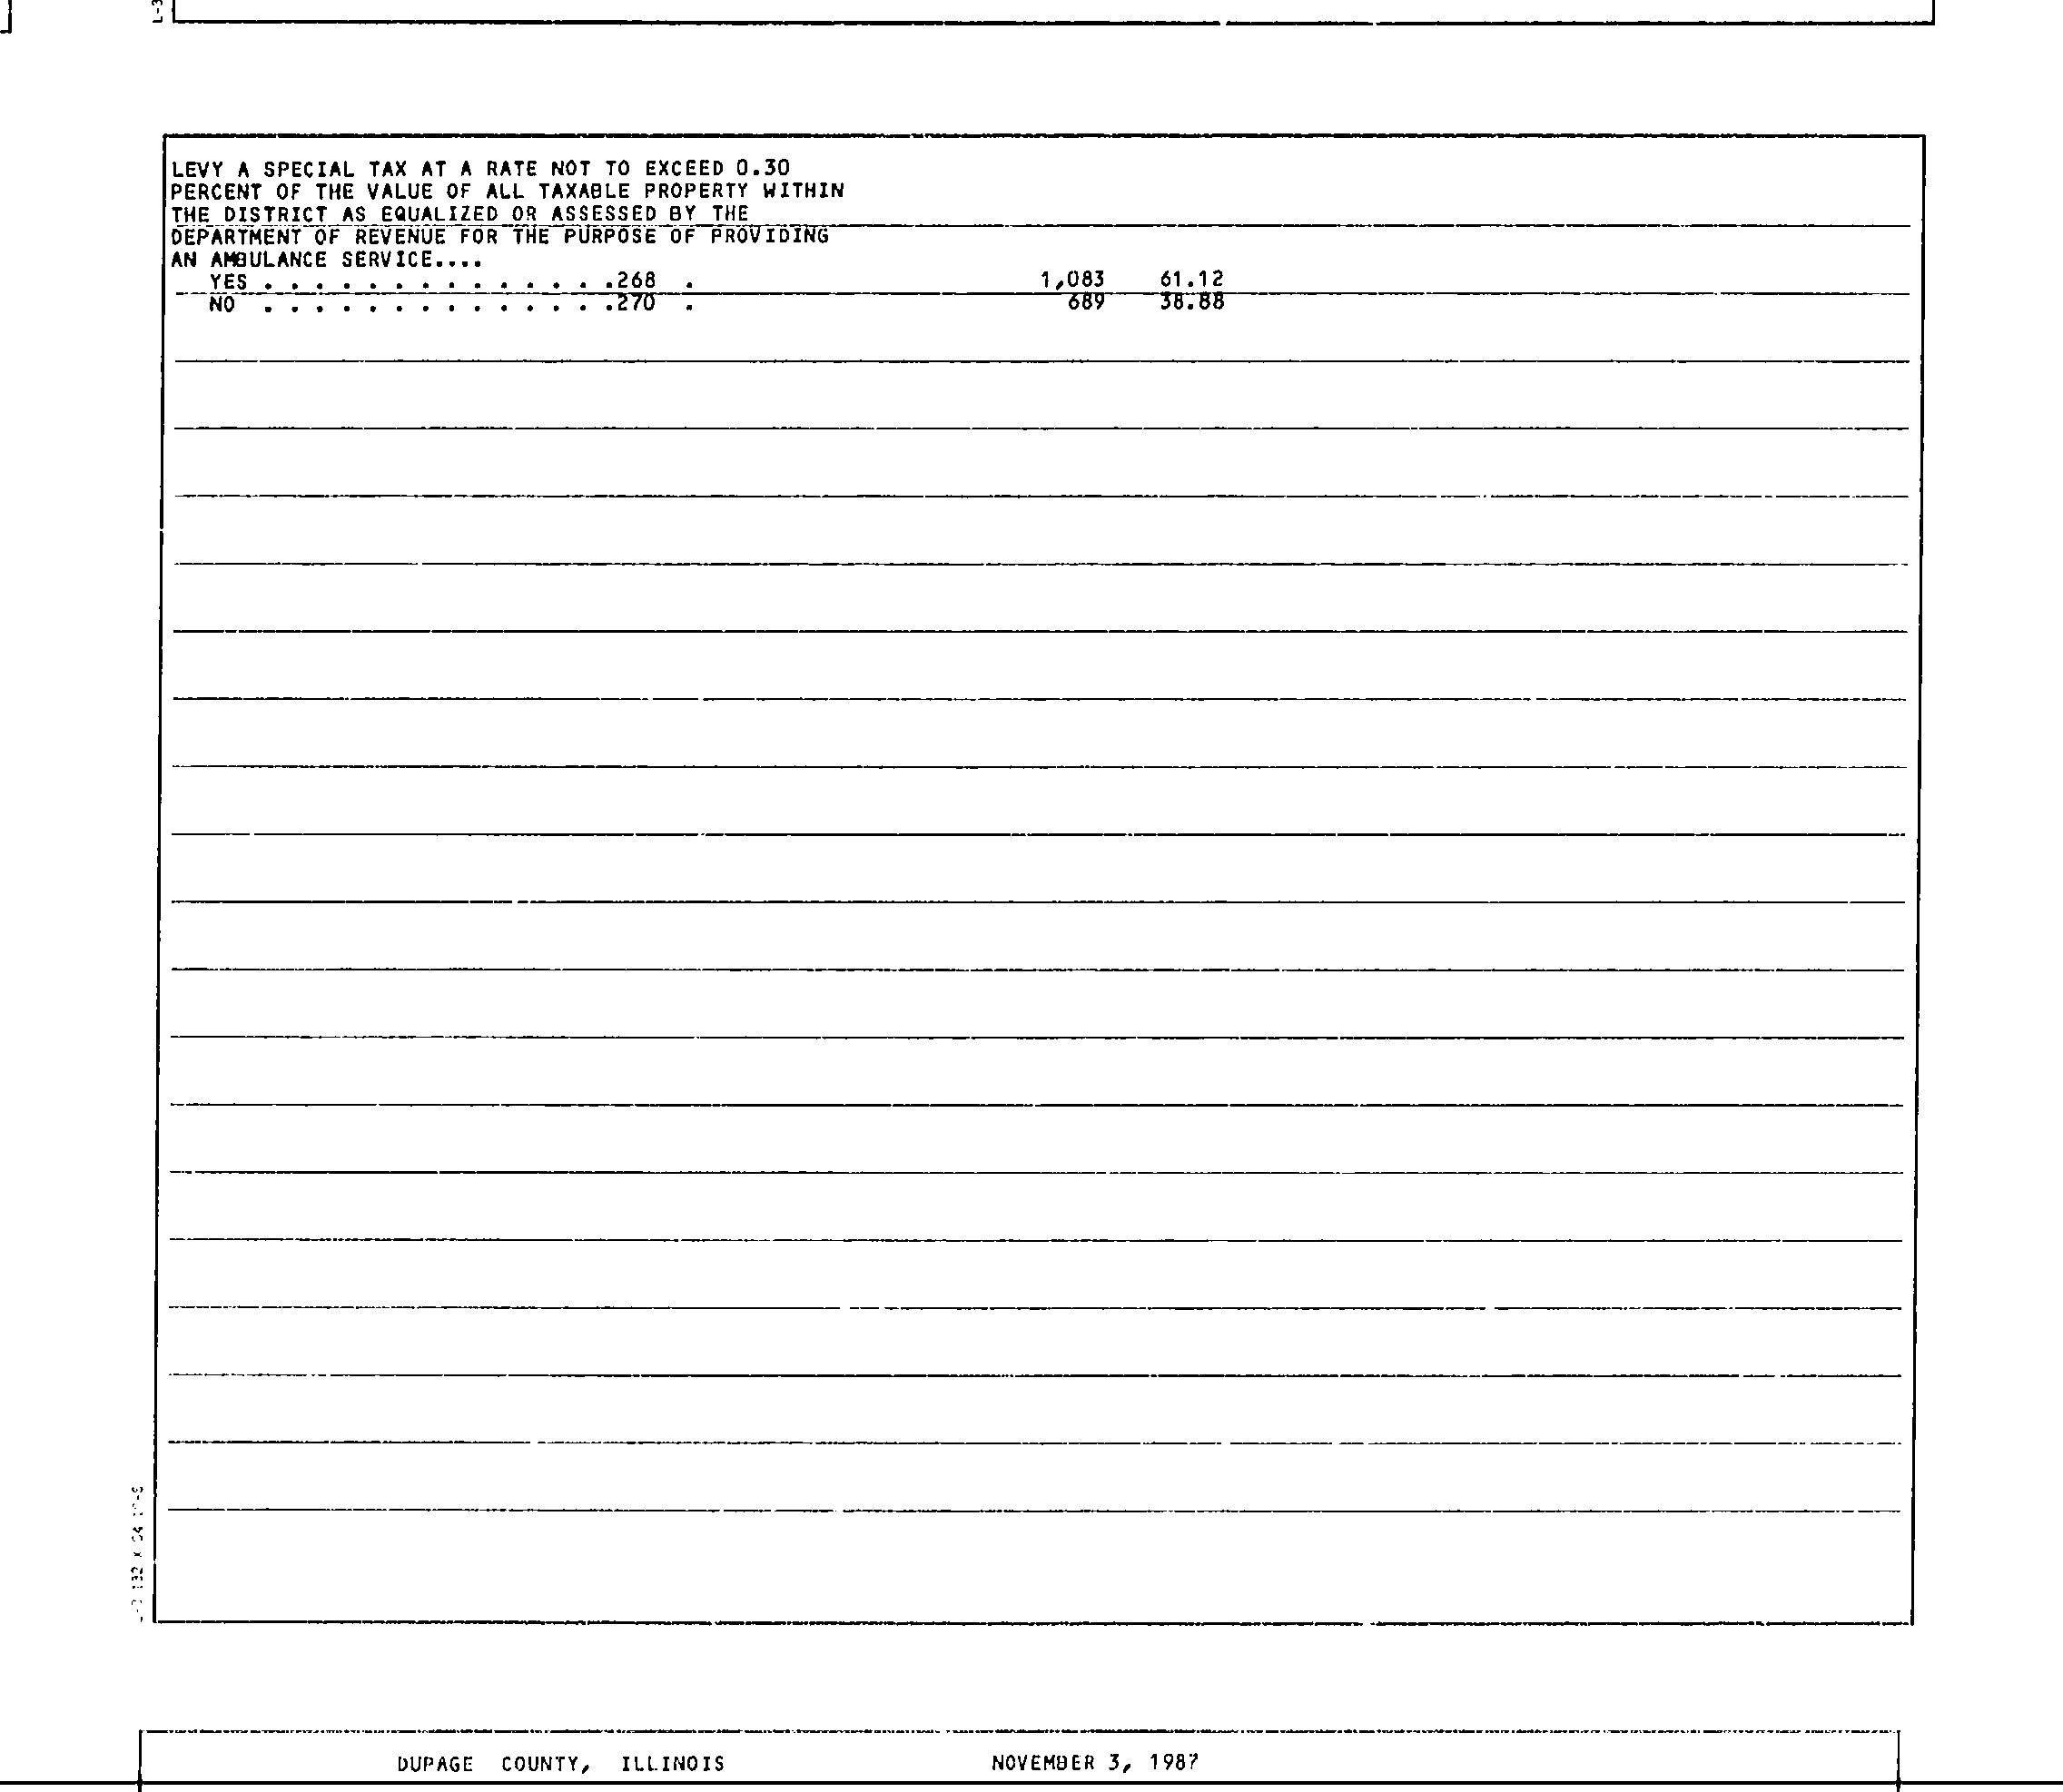 LEVY A SPECIAL TAX AT A RATE NOT TO EXCEED 0.30
PERCENT OF THE VALUE OF ALL TAXABLE PROPERTY WITHIN
THE DISTRICT AS EQUALIZED OR ASSESSED BY THE
DEPARTMENT OF REVENUE FOR THE PURPOSE OF PROVIDING
AN AMBULANCE SERVICE....
YES . . . . . . . . . . . . . .268 . 1,083 61.12
NO . . . . . . . . . . . . . .270 . 689 38.88
DUPAGE COUNTY, ILLINOIS NOVEMBER 3, 1987